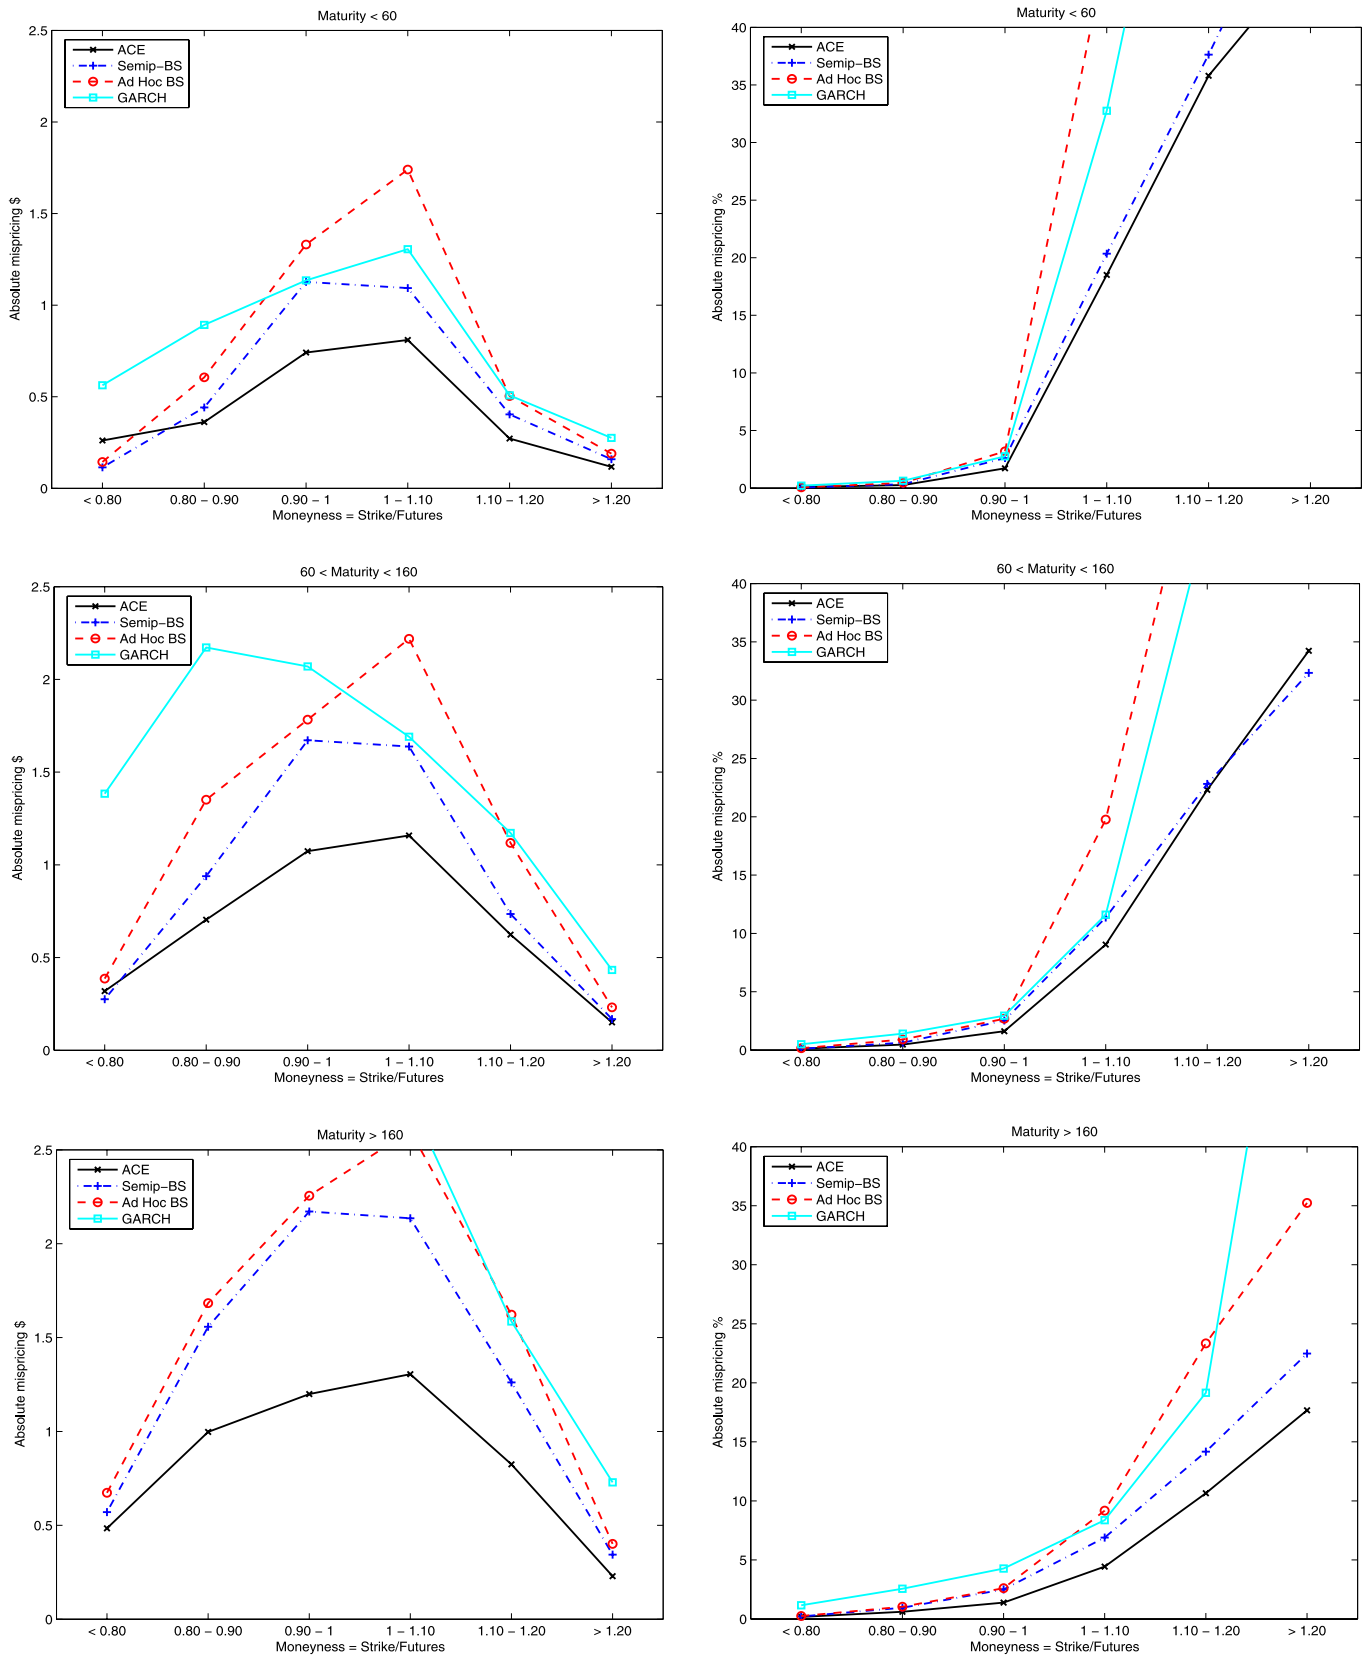 Maturity < 60
2.5
2
1.5
1
0.5
0
Absolute mispricing $
ACE
Semip-BS
Ad Hoc BS
GARCH
< 0.80 0.80 – 0.90 0.90 – 1 1 – 1.10 1.10 – 1.20 > 1.20
Moneyness = Strike/Futures
Maturity < 60
40
35
30
25
20
15
10
5
0
Absolute mispricing %
ACE
Semip-BS
Ad Hoc BS
GARCH
< 0.80 0.80 – 0.90 0.90 – 1 1 – 1.10 1.10 – 1.20 > 1.20
Moneyness = Strike/Futures
60 < Maturity < 160
2.5
2
1.5
1
0.5
0
Absolute mispricing $
ACE
Semip-BS
Ad Hoc BS
GARCH
< 0.80 0.80 – 0.90 0.90 – 1 1 – 1.10 1.10 – 1.20 > 1.20
Moneyness = Strike/Futures
60 < Maturity < 160
40
35
30
25
20
15
10
5
0
Absolute mispricing %
ACE
Semip-BS
Ad Hoc BS
GARCH
< 0.80 0.80 – 0.90 0.90 – 1 1 – 1.10 1.10 – 1.20 > 1.20
Moneyness = Strike/Futures
Maturity > 160
2.5
2
1.5
1
0.5
0
Absolute mispricing $
ACE
Semip-BS
Ad Hoc BS
GARCH
< 0.80 0.80 – 0.90 0.90 – 1 1 – 1.10 1.10 – 1.20 > 1.20
Moneyness = Strike/Futures
Maturity > 160
40
35
30
25
20
15
10
5
0
Absolute mispricing %
ACE
Semip-BS
Ad Hoc BS
GARCH
< 0.80 0.80 – 0.90 0.90 – 1 1 – 1.10 1.10 – 1.20 > 1.20
Moneyness = Strike/Futures